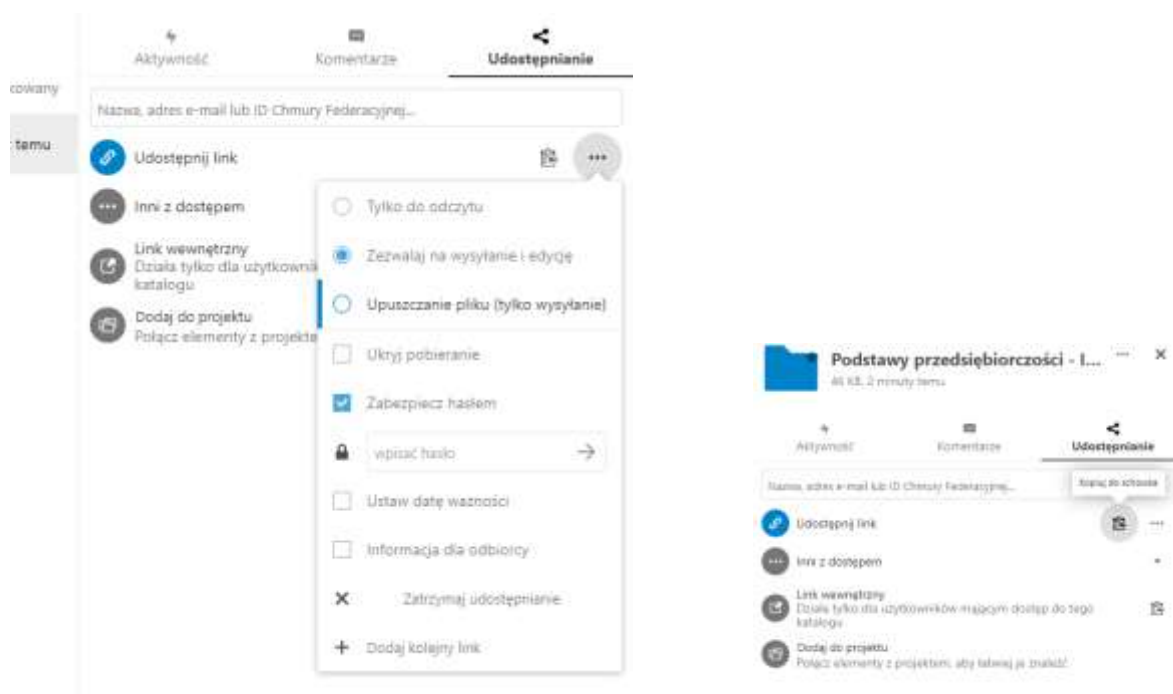 Aktywność Komentarze Udostępnianie
cowany
Nazwa, adres e-mail lub ID Chmury Federacyjnej...
temu
Udostępnij link
Inni z dostępem
Tylko do odczytu
Link wewnętrzny
Działa tylko dla użytkownik
katalogu
Zezwalaj na wysyłanie i edycję
Upuszczanie pliku (tylko wysyłanie)
Dodaj do projektu
Połącz elementy z projekte
Ukryj pobieranie
Zabezpiecz hasłem
wpisać hasło
Ustaw datę ważności
Informacja dla odbiorcy
Zatrzymaj udostępnianie
Dodaj kolejny link
Podstawy przedsiębiorczości - I...
46 KB, 2 minuty temu
Aktywność Komentarze Udostępnianie
Nazwa, adres e-mail lub ID Chmury Federacyjnej...
Kopiuj do schowka
Udostępnij link
Inni z dostępem
Link wewnętrzny
Działa tylko dla użytkowników mającym dostęp do tego
katalogu
Dodaj do projektu
Połącz elementy z projektem, aby łatwiej je znaleźć